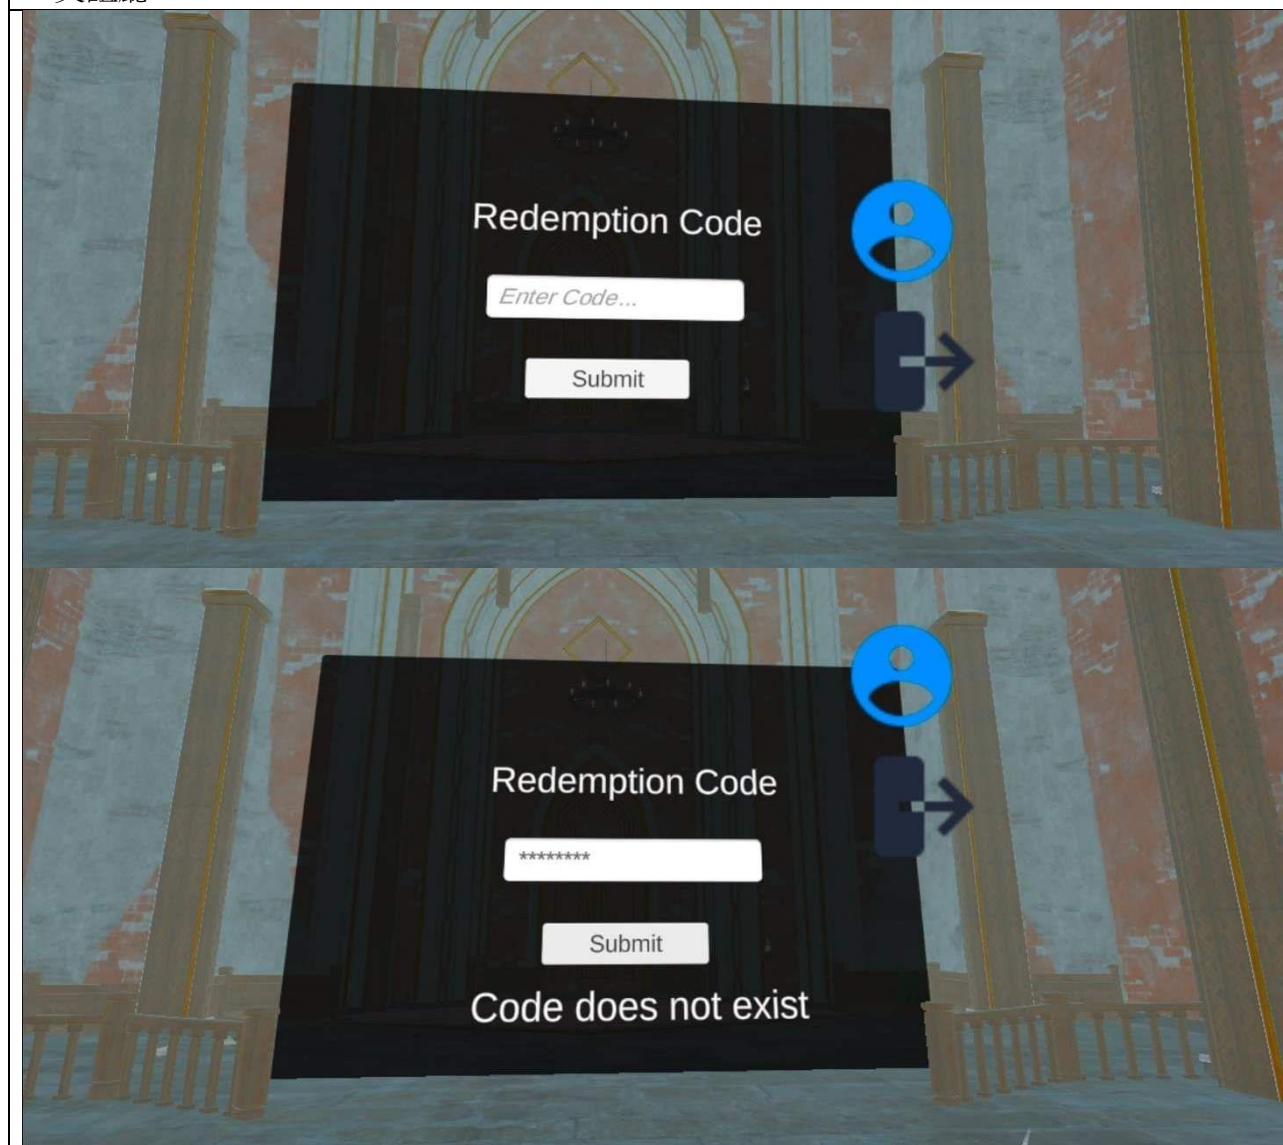 Redemption Code
Enter Code...
Submit
Redemption Code
********
Submit
Code does not exist